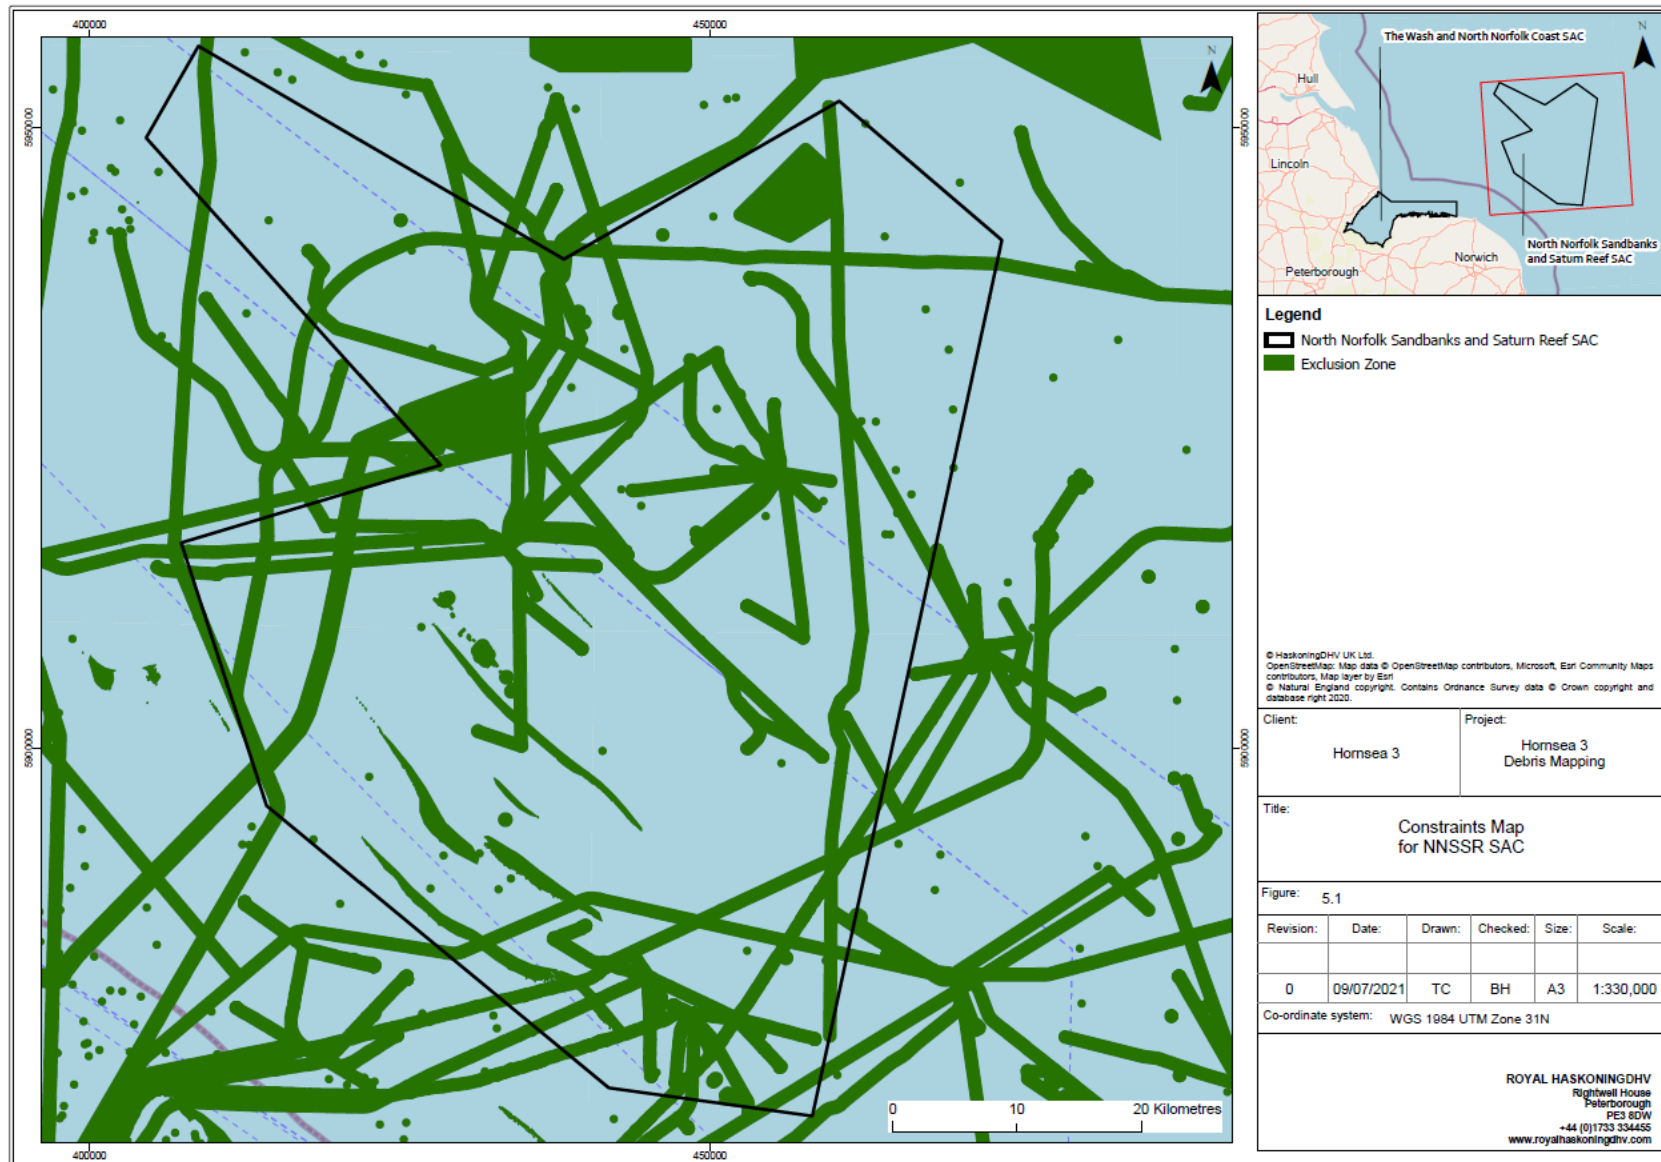 400000
450000
5950000
5950000
N
5900000
5900000
0
10
20 Kilometres
400000
450000
The Wash and North Norfolk Coast SAC
N
Hull
Lincoln
Norwich
Peterborough
North Norfolk Sandbanks
and Saturn Reef SAC
Legend
North Norfolk Sandbanks and Saturn Reef SAC
Exclusion Zone
© HaskoningDHV UK Ltd.
OpenStreetMap: Map data © OpenStreetMap contributors, Microsoft, Esri Community Maps
contributors, Map layer by Esri
© Natural England copyright. Contains Ordnance Survey data © Crown copyright and
database right 2020.
Client:
Hornsea 3
Project:
Hornsea 3
Debris Mapping
Title:
Constraints Map
for NNSSR SAC
Figure: 5.1
Revision: Date: Drawn: Checked: Size: Scale:
0 09/07/2021 TC BH A3 1:330,000
Co-ordinate system: WGS 1984 UTM Zone 31N
ROYAL HASKONINGDHV
Rightwell House
Peterborough
PE3 8DW
+44 (0)1733 334455
www.royalhaskoningdhv.com